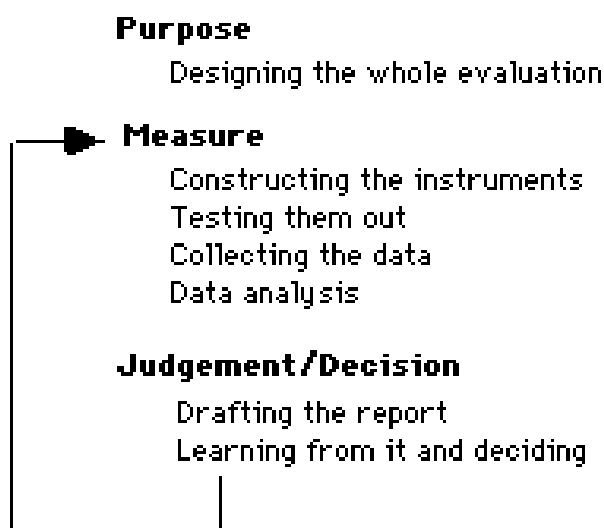 Purpose
Designing the whole evaluation
Measure
Constructing the instruments
Testing them out
Collecting the data
Data analysis
Judgement/Decision
Drafting the report
Learning from it and deciding